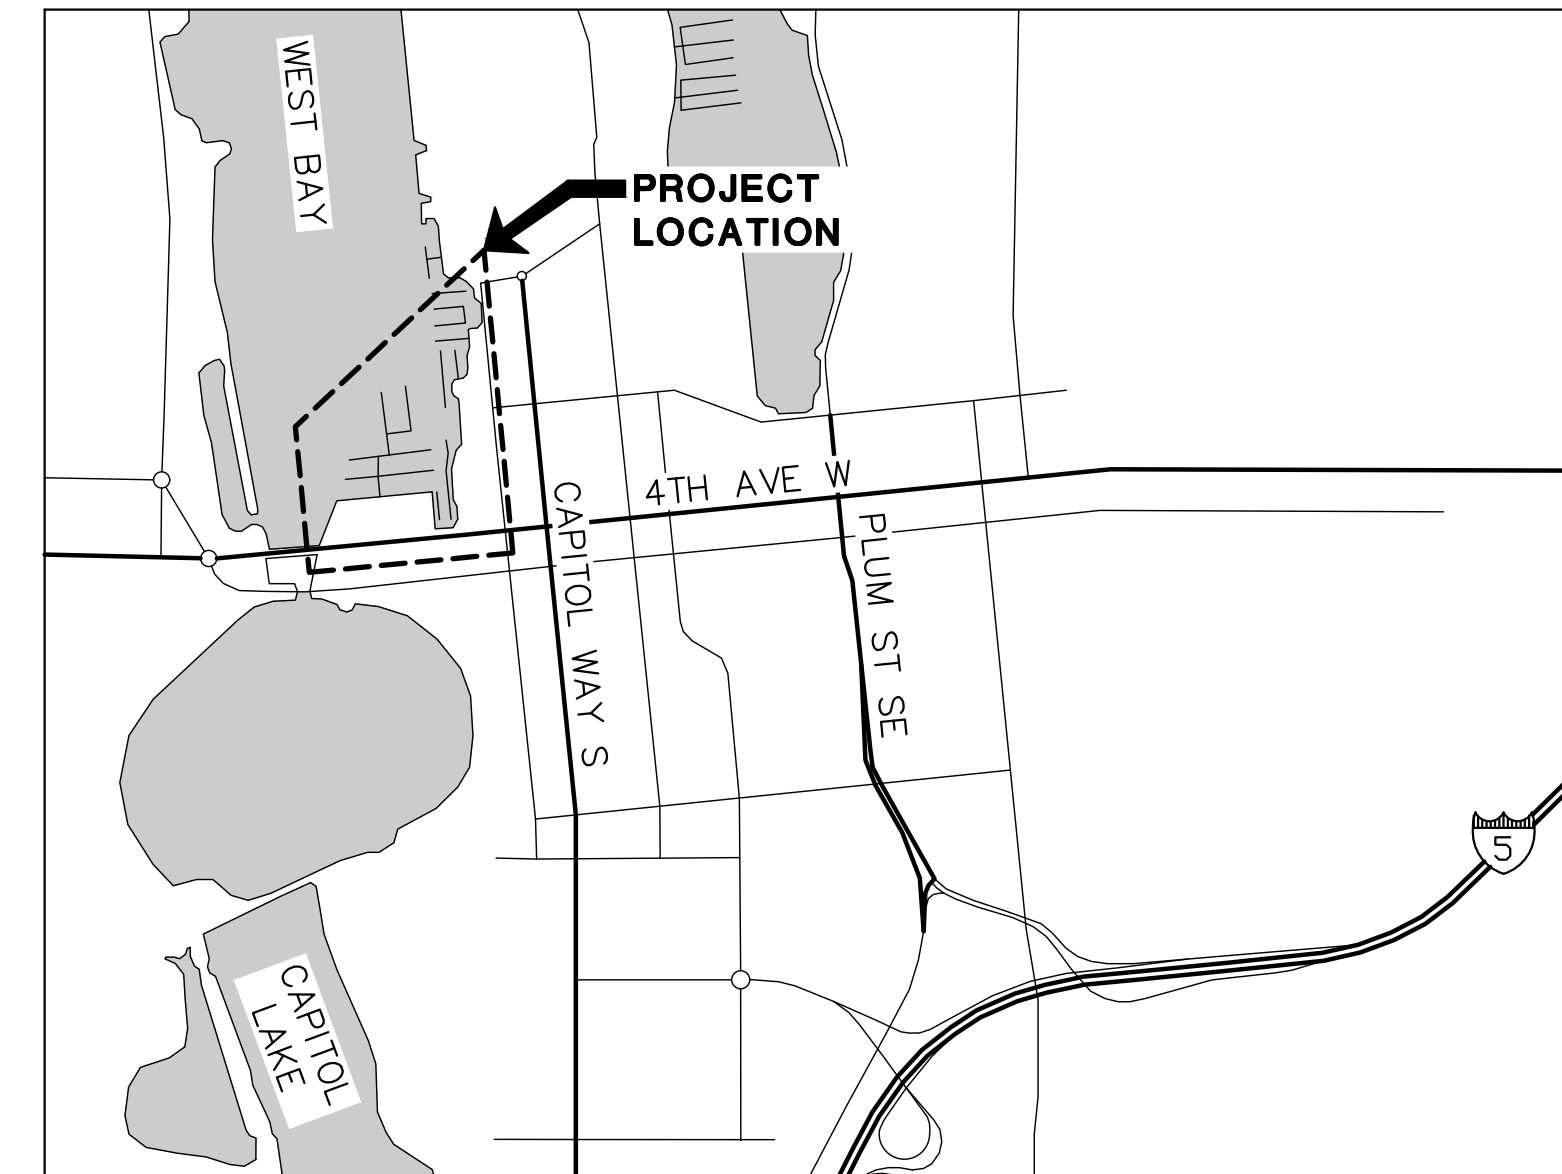 WEST BAY
PROJECT
LOCATION
4TH AVE W
CAPITOL WAY S
PLUM ST SE
5
CAPITOL
LAKE